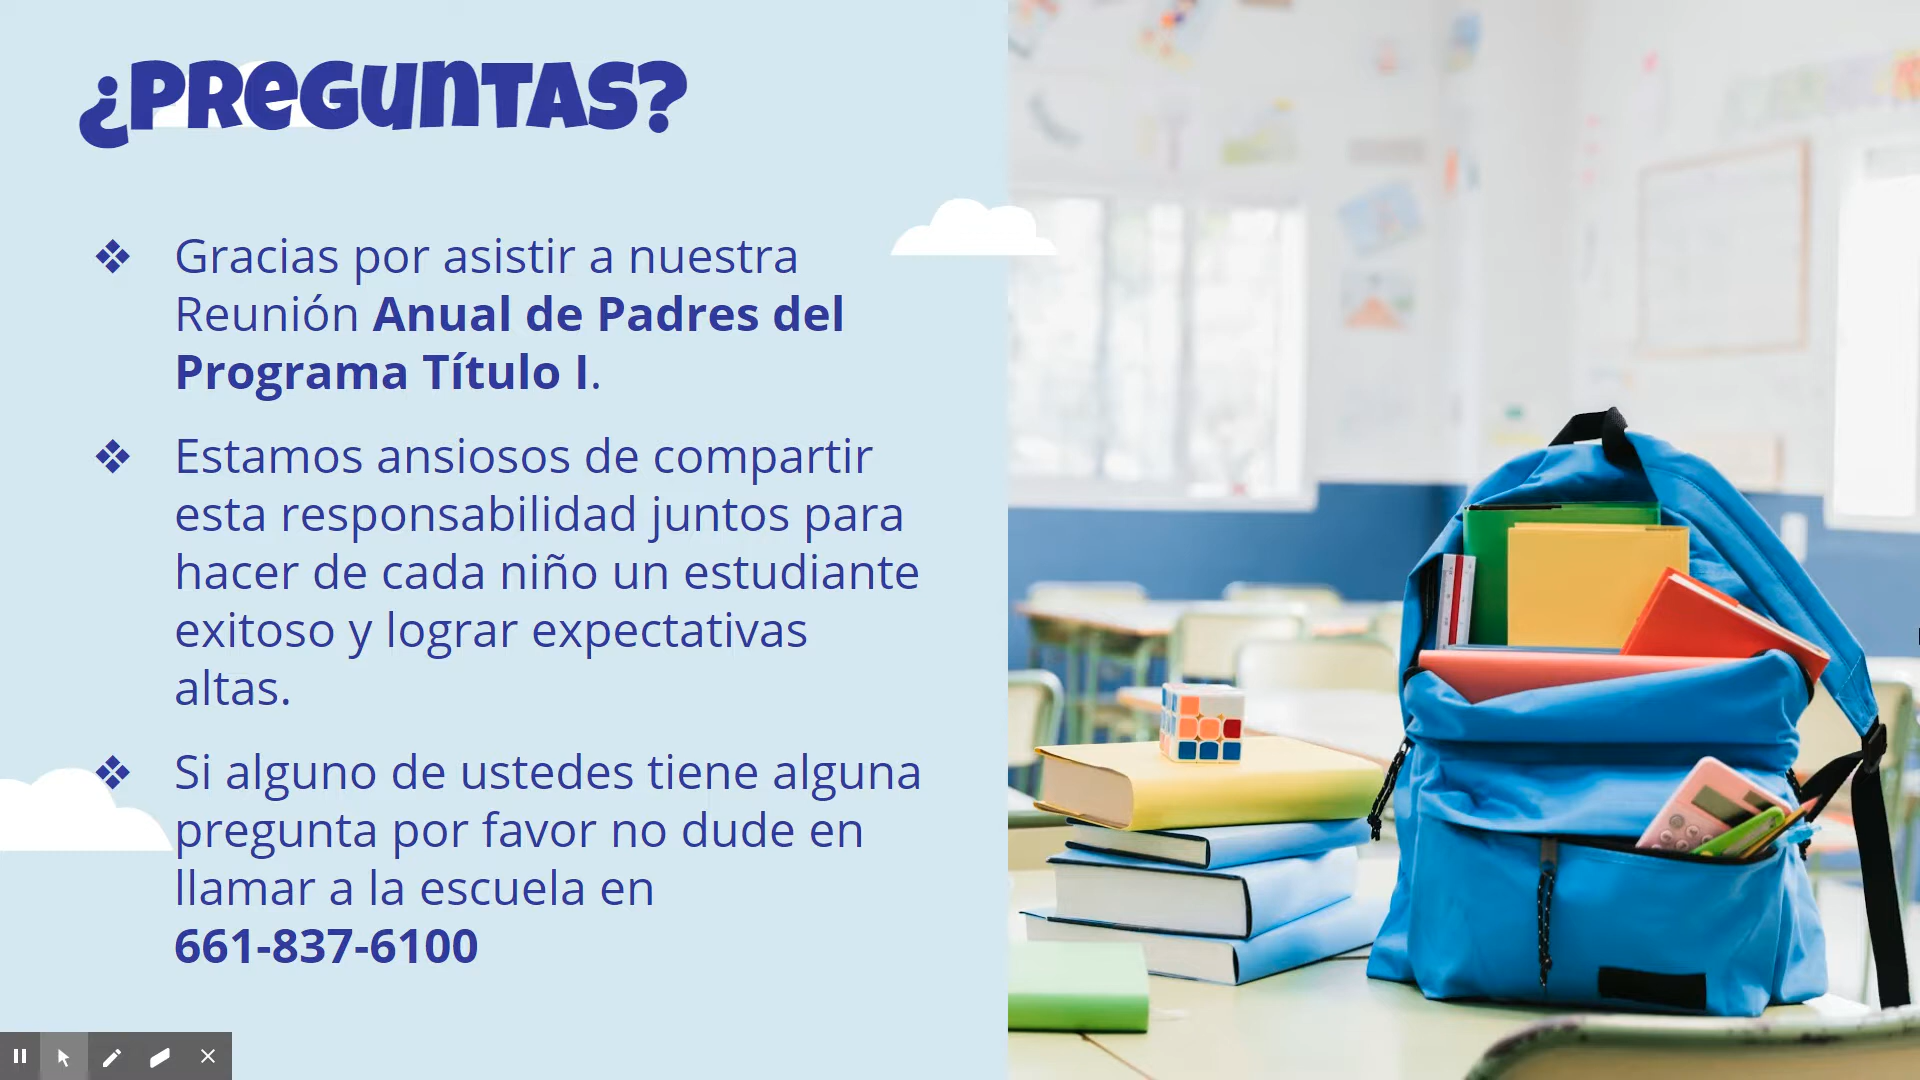 ¿PREGUNTAS?
❖ Gracias por asistir a nuestra
Reunión Anual de Padres del
Programa Título I.
❖ Estamos ansiosos de compartir
esta responsabilidad juntos para
hacer de cada niño un estudiante
exitoso y lograr expectativas
altas.
❖ Si alguno de ustedes tiene alguna
pregunta por favor no dude en
llamar a la escuela en
661-837-6100